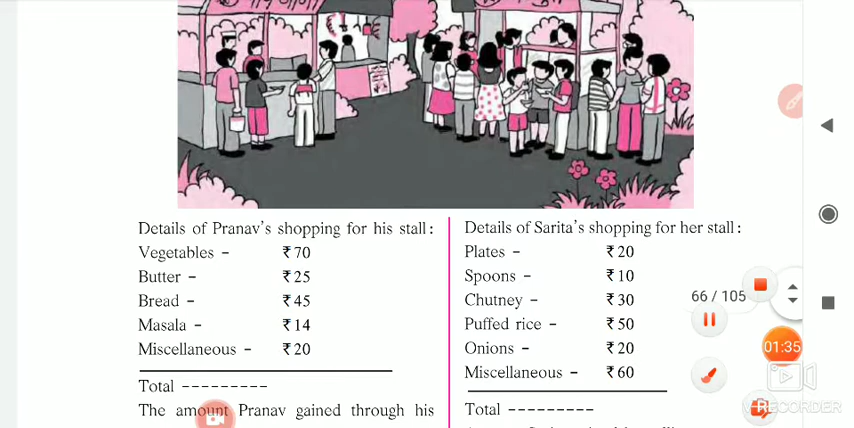 Details of Pranav's shopping for his stall :
Vegetables - ₹ 70
Butter - ₹ 25
Bread - ₹ 45
Masala - ₹ 14
Miscellaneous - ₹ 20
Total ---------
The amount Pranav gained through his
Details of Sarita's shopping for her stall :
Plates - ₹ 20
Spoons - ₹ 10
Chutney - ₹ 30
Puffed rice - ₹ 50
Onions - ₹ 20
Miscellaneous - ₹ 60
Total ---------
66 / 105
01:35
V-RECORDER